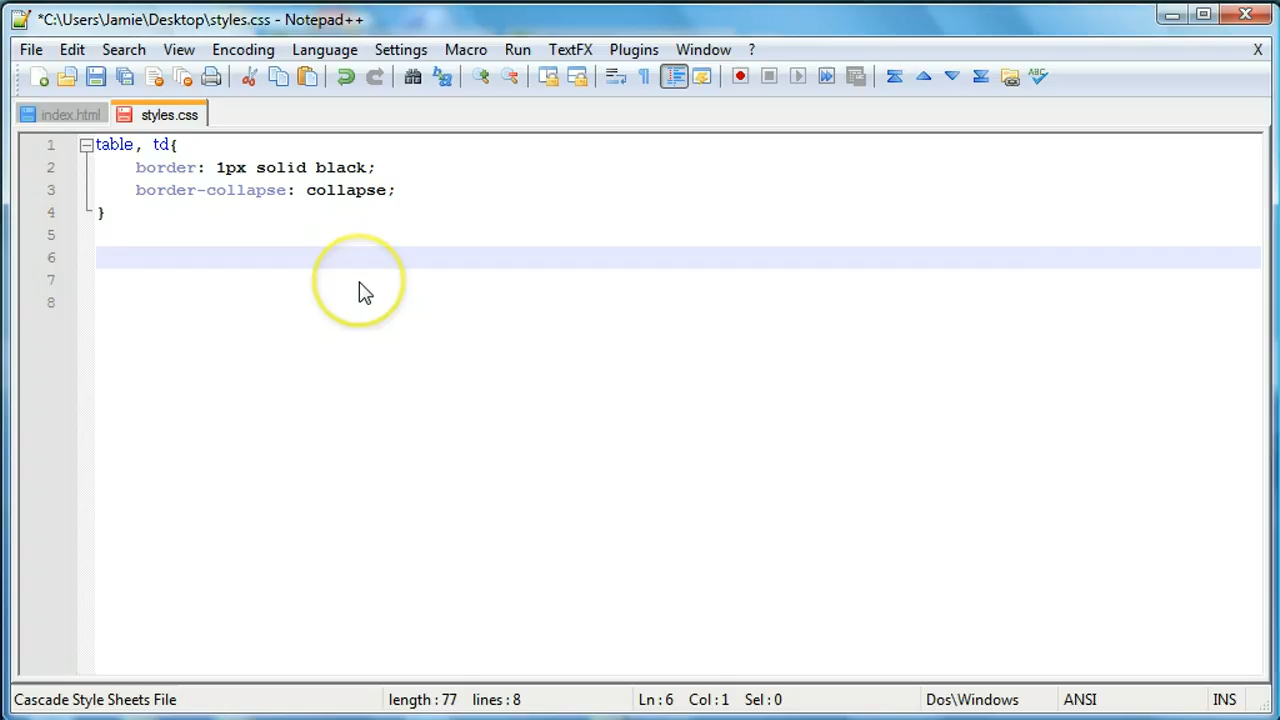 *C:\Users\Jamie\Desktop\styles.css - Notepad++
File Edit Search View Encoding Language Settings Macro Run TextFX Plugins Window ? X
index.html styles.css
1 table, td{
2 border: 1px solid black;
3 border-collapse: collapse;
4 }
5
6
7
8
Cascade Style Sheets File length : 77 lines : 8 Ln : 6 Col : 1 Sel : 0 Dos\Windows ANSI INS